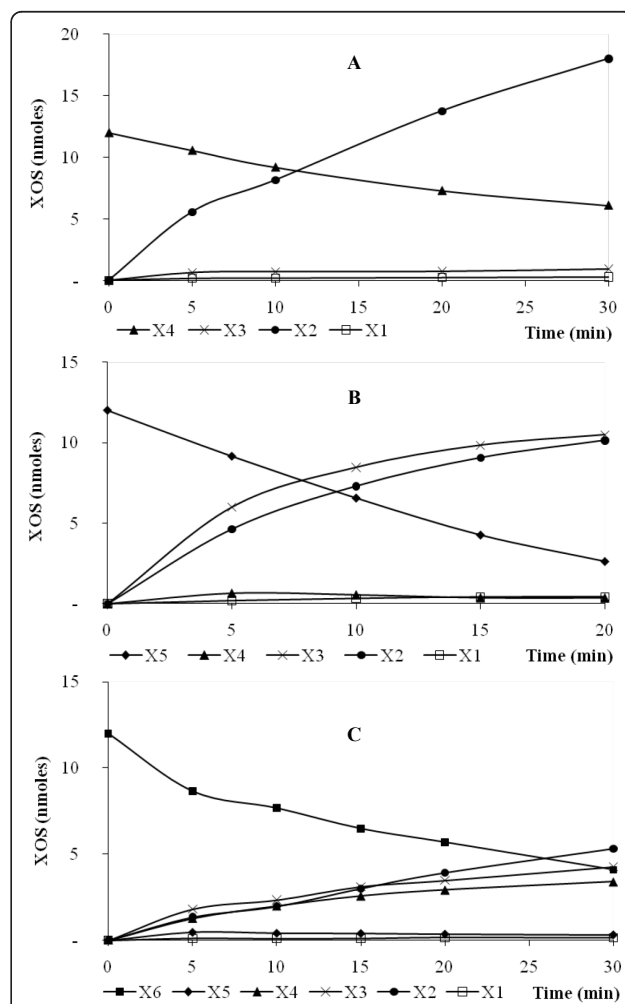 A
XOS (nmoles)
20
15
10
5
-
0 5 10 15 20 25 30
X4 X3 X2 X1 Time (min)
B
XOS (nmoles)
15
10
5
-
0 5 10 15 20
X5 X4 X3 X2 X1 Time (min)
C
XOS (nmoles)
15
10
5
-
0 5 10 15 20 25 30
X6 X5 X4 X3 X2 X1 Time (min)